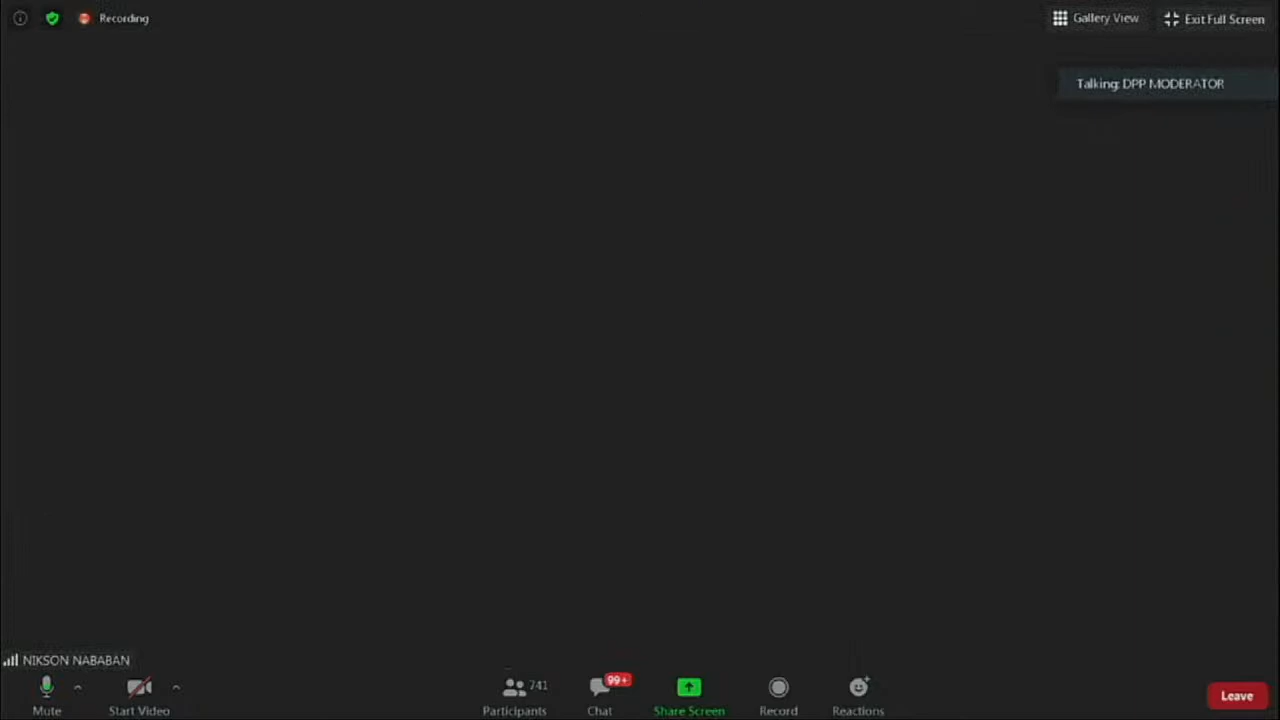 Recording
Gallery View
Exit Full Screen
Talking: DPP MODERATOR
NIKSON NABABAN
Mute
Start Video
741
Participants
99+
Chat
Share Screen
Record
Reactions
Leave